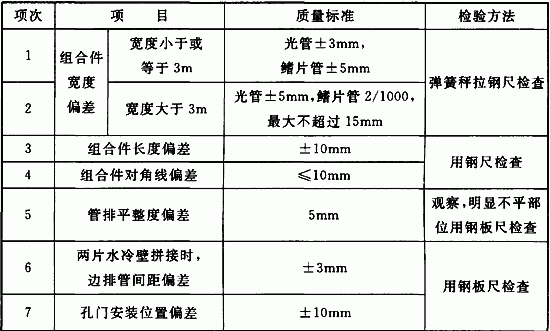 项次 项 目 质量标准 检验方法
1 组合件宽度偏差 宽度小于或等于 3m 光管±3mm，鳍片管±5mm 弹簧秤拉钢尺检查
2 宽度大于 3m 光管±5mm，鳍片管 2/1000，最大不超过 15mm
3 组合件长度偏差 ±10mm 用钢尺检查
4 组合件对角线偏差 ≤10mm
5 管排平整度偏差 5mm 观察，明显不平部位用钢板尺检查
6 两片水冷壁拼接时，边排管间距偏差 ±3mm 用钢板尺检查
7 孔门安装位置偏差 ±10mm